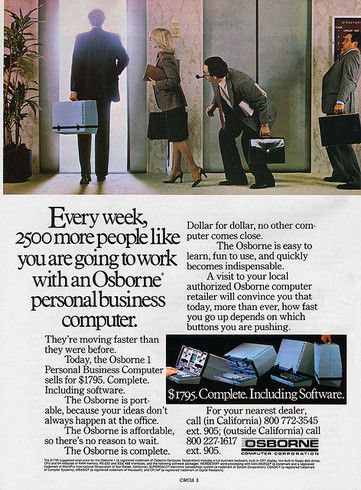 Every week,
2500 more people like
you are going to work
with an Osborne®
personal business
computer.
They're moving faster than
they were before.
Today, the Osborne 1
Personal Business Computer
sells for $1795. Complete.
Including software.
The Osborne is port-
able, because your ideas don't
always happen at the office.
The Osborne is affordable,
so there's no reason to wait.
The Osborne is complete.
Dollar for dollar, no other com-
puter comes close.
The Osborne is easy to
learn, fun to use, and quickly
becomes indispensable.
A visit to your local
authorized Osborne computer
retailer will convince you that
today, more than ever, how fast
you go up depends on which
buttons you are pushing.
$1795. Complete. Including Software.
For your nearest dealer,
call (in California) 800 772-3545
ext. 905; (outside California) call
800 227-1617
ext. 905.
OSBORNE
COMPUTER CORPORATION
CIRCLE 3